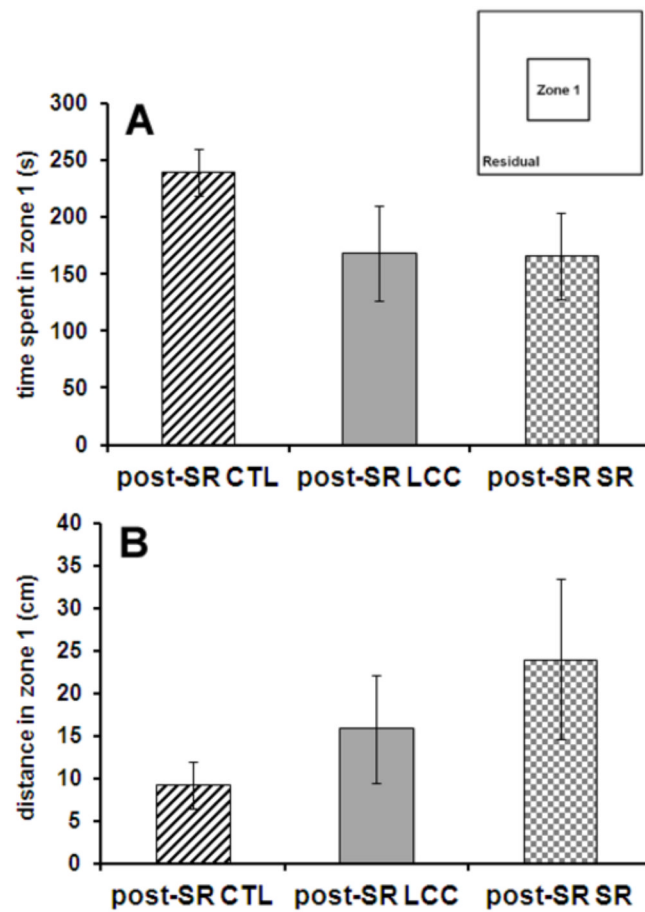 Zone 1
Residual
A
time spent in zone 1 (s)
300
250
200
150
100
50
0
post-SR CTL post-SR LCC post-SR SR
B
distance in zone 1 (cm)
40
35
30
25
20
15
10
5
0
post-SR CTL post-SR LCC post-SR SR